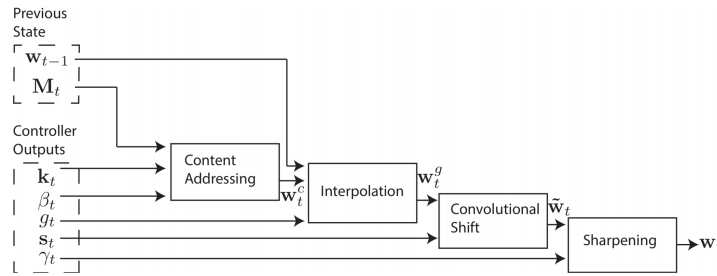 Previous
State
w_{t−1}
M_t
Controller
Outputs
k_t
β_t
g_t
s_t
γ_t
Content
Addressing
w_t^c
Interpolation
w_t^g
Convolutional
Shift
w̃_t
Sharpening
w